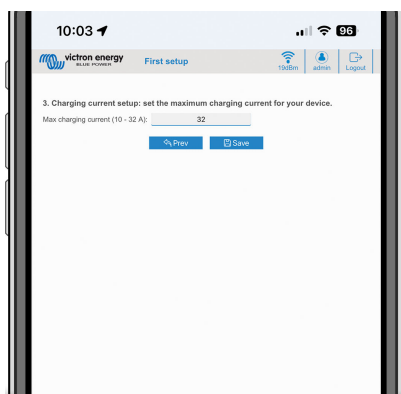 10:03
96
victron energy
BLUE POWER
First setup
19dBm
admin
Logout
3. Charging current setup: set the maximum charging current for your device.
Max charging current (10 - 32 A):
32
Prev
Save